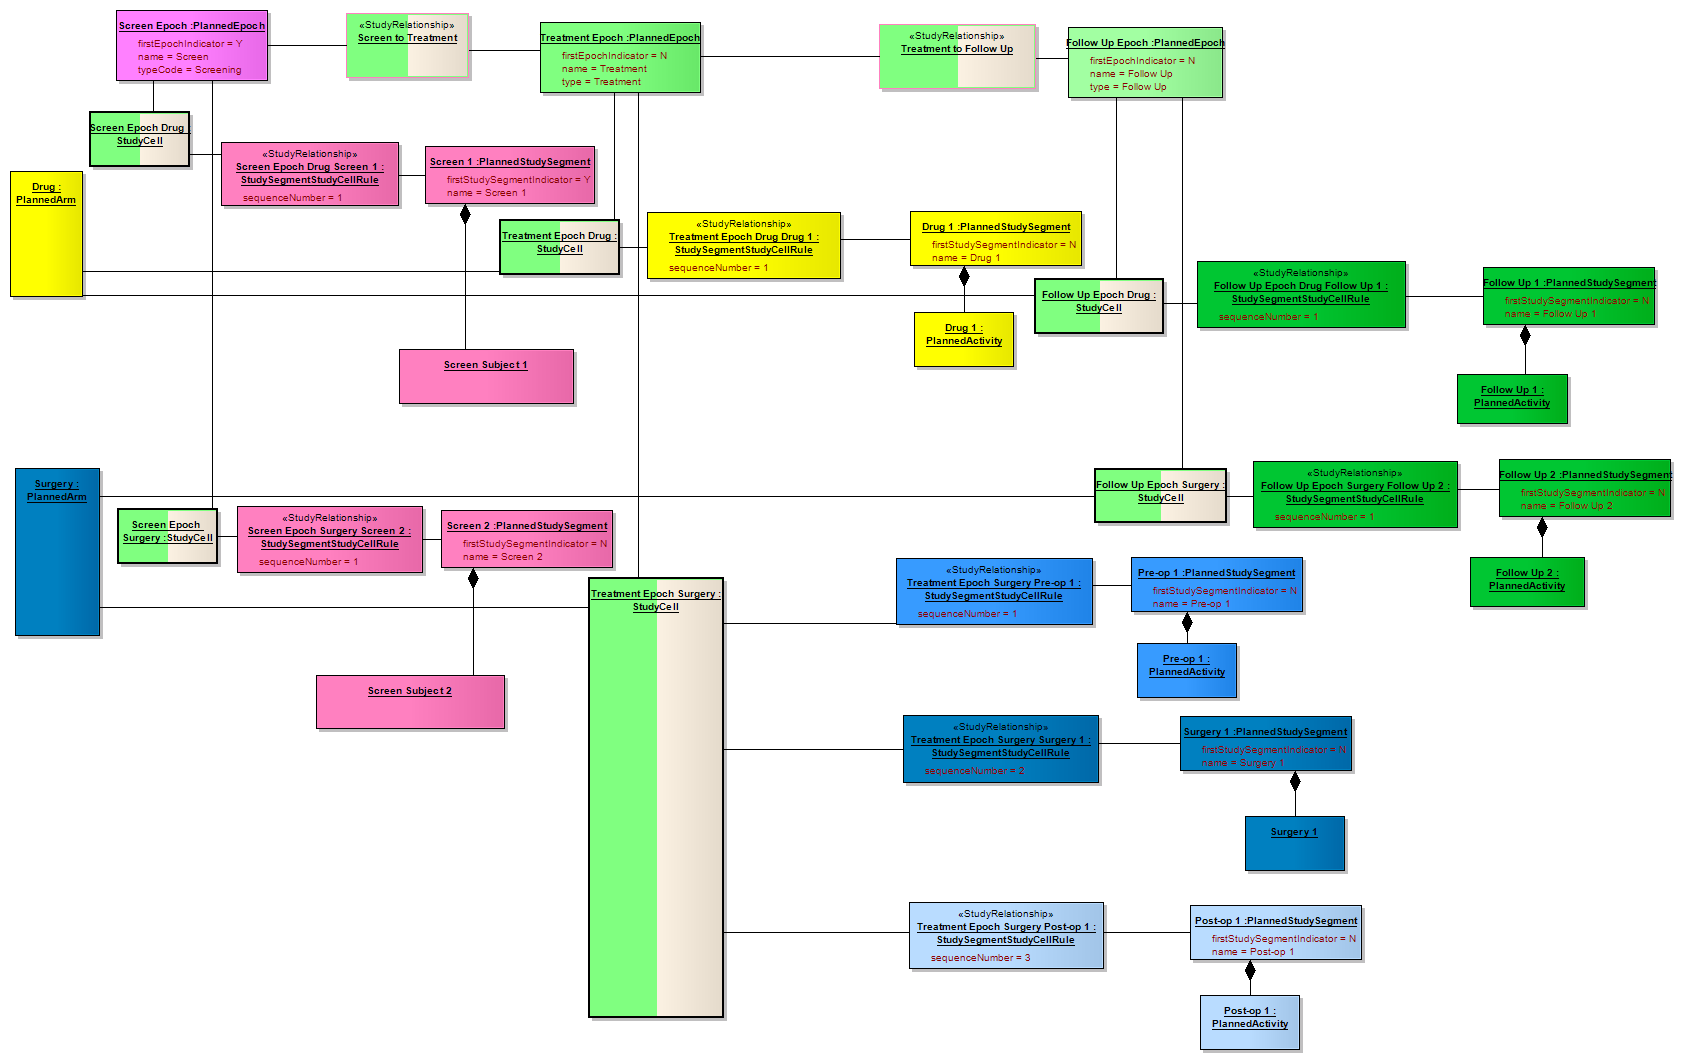 Screen Epoch :PlannedEpoch
firstEpochIndicator = Y
name = Screen
typeCode = Screening
«StudyRelationship»
Screen to Treatment
Treatment Epoch :PlannedEpoch
firstEpochIndicator = N
name = Treatment
type = Treatment
«StudyRelationship»
Treatment to Follow Up
Follow Up Epoch :PlannedEpoch
firstEpochIndicator = N
name = Follow Up
type = Follow Up
Screen Epoch Drug :
StudyCell
«StudyRelationship»
Screen Epoch Drug Screen 1 :
StudySegmentStudyCellRule
sequenceNumber = 1
Screen 1 :PlannedStudySegment
firstStudySegmentIndicator = Y
name = Screen 1
Drug :
PlannedArm
Treatment Epoch Drug :
StudyCell
«StudyRelationship»
Treatment Epoch Drug Drug 1 :
StudySegmentStudyCellRule
sequenceNumber = 1
Drug 1 :PlannedStudySegment
firstStudySegmentIndicator = N
name = Drug 1
Follow Up Epoch Drug :
StudyCell
«StudyRelationship»
Follow Up Epoch Drug Follow Up 1 :
StudySegmentStudyCellRule
sequenceNumber = 1
Follow Up 1 :PlannedStudySegment
firstStudySegmentIndicator = N
name = Follow Up 1
Drug 1 :
PlannedActivity
Screen Subject 1
Follow Up 1 :
PlannedActivity
Surgery :
PlannedArm
Follow Up Epoch Surgery :
StudyCell
«StudyRelationship»
Follow Up Epoch Surgery Follow Up 2 :
StudySegmentStudyCellRule
sequenceNumber = 1
Follow Up 2 :PlannedStudySegment
firstStudySegmentIndicator = N
name = Follow Up 2
Screen Epoch
Surgery :StudyCell
«StudyRelationship»
Screen Epoch Surgery Screen 2 :
StudySegmentStudyCellRule
sequenceNumber = 1
Screen 2 :PlannedStudySegment
firstStudySegmentIndicator = N
name = Screen 2
Follow Up 2 :
PlannedActivity
Treatment Epoch Surgery :
StudyCell
«StudyRelationship»
Treatment Epoch Surgery Pre-op 1 :
StudySegmentStudyCellRule
sequenceNumber = 1
Pre-op 1 :PlannedStudySegment
firstStudySegmentIndicator = N
name = Pre-op 1
Pre-op 1 :
PlannedActivity
Screen Subject 2
«StudyRelationship»
Treatment Epoch Surgery Surgery 1 :
StudySegmentStudyCellRule
sequenceNumber = 2
Surgery 1 :PlannedStudySegment
firstStudySegmentIndicator = N
name = Surgery 1
Surgery 1
«StudyRelationship»
Treatment Epoch Surgery Post-op 1 :
StudySegmentStudyCellRule
sequenceNumber = 3
Post-op 1 :PlannedStudySegment
firstStudySegmentIndicator = N
name = Post-op 1
Post-op 1 :
PlannedActivity